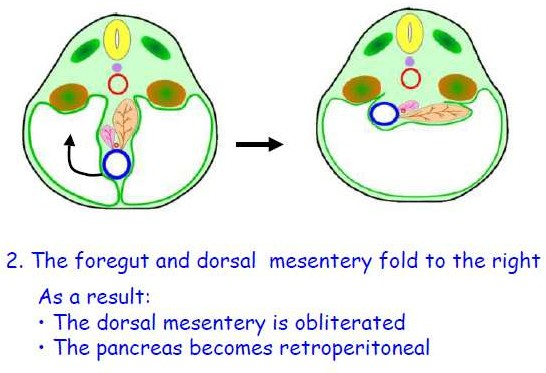 2. The foregut and dorsal mesentery fold to the right
As a result:
• The dorsal mesentery is obliterated
• The pancreas becomes retroperitoneal